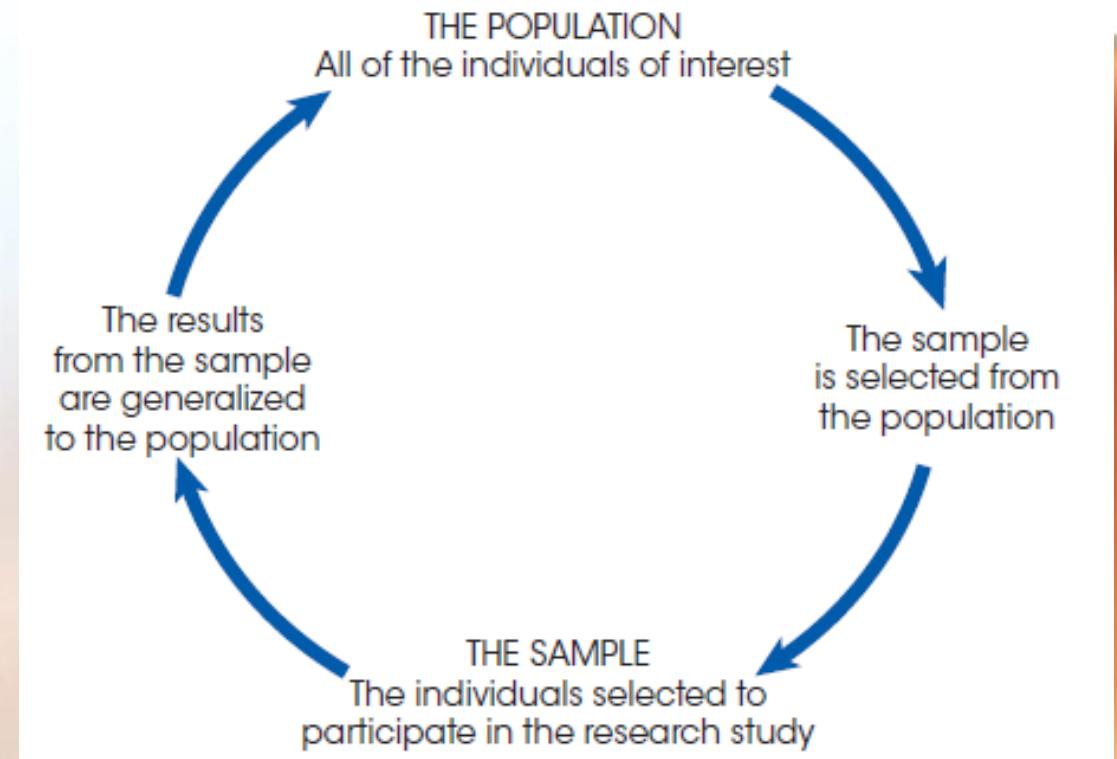 THE POPULATION
All of the individuals of interest
The sample
is selected from
the population
THE SAMPLE
The individuals selected to
participate in the research study
The results
from the sample
are generalized
to the population